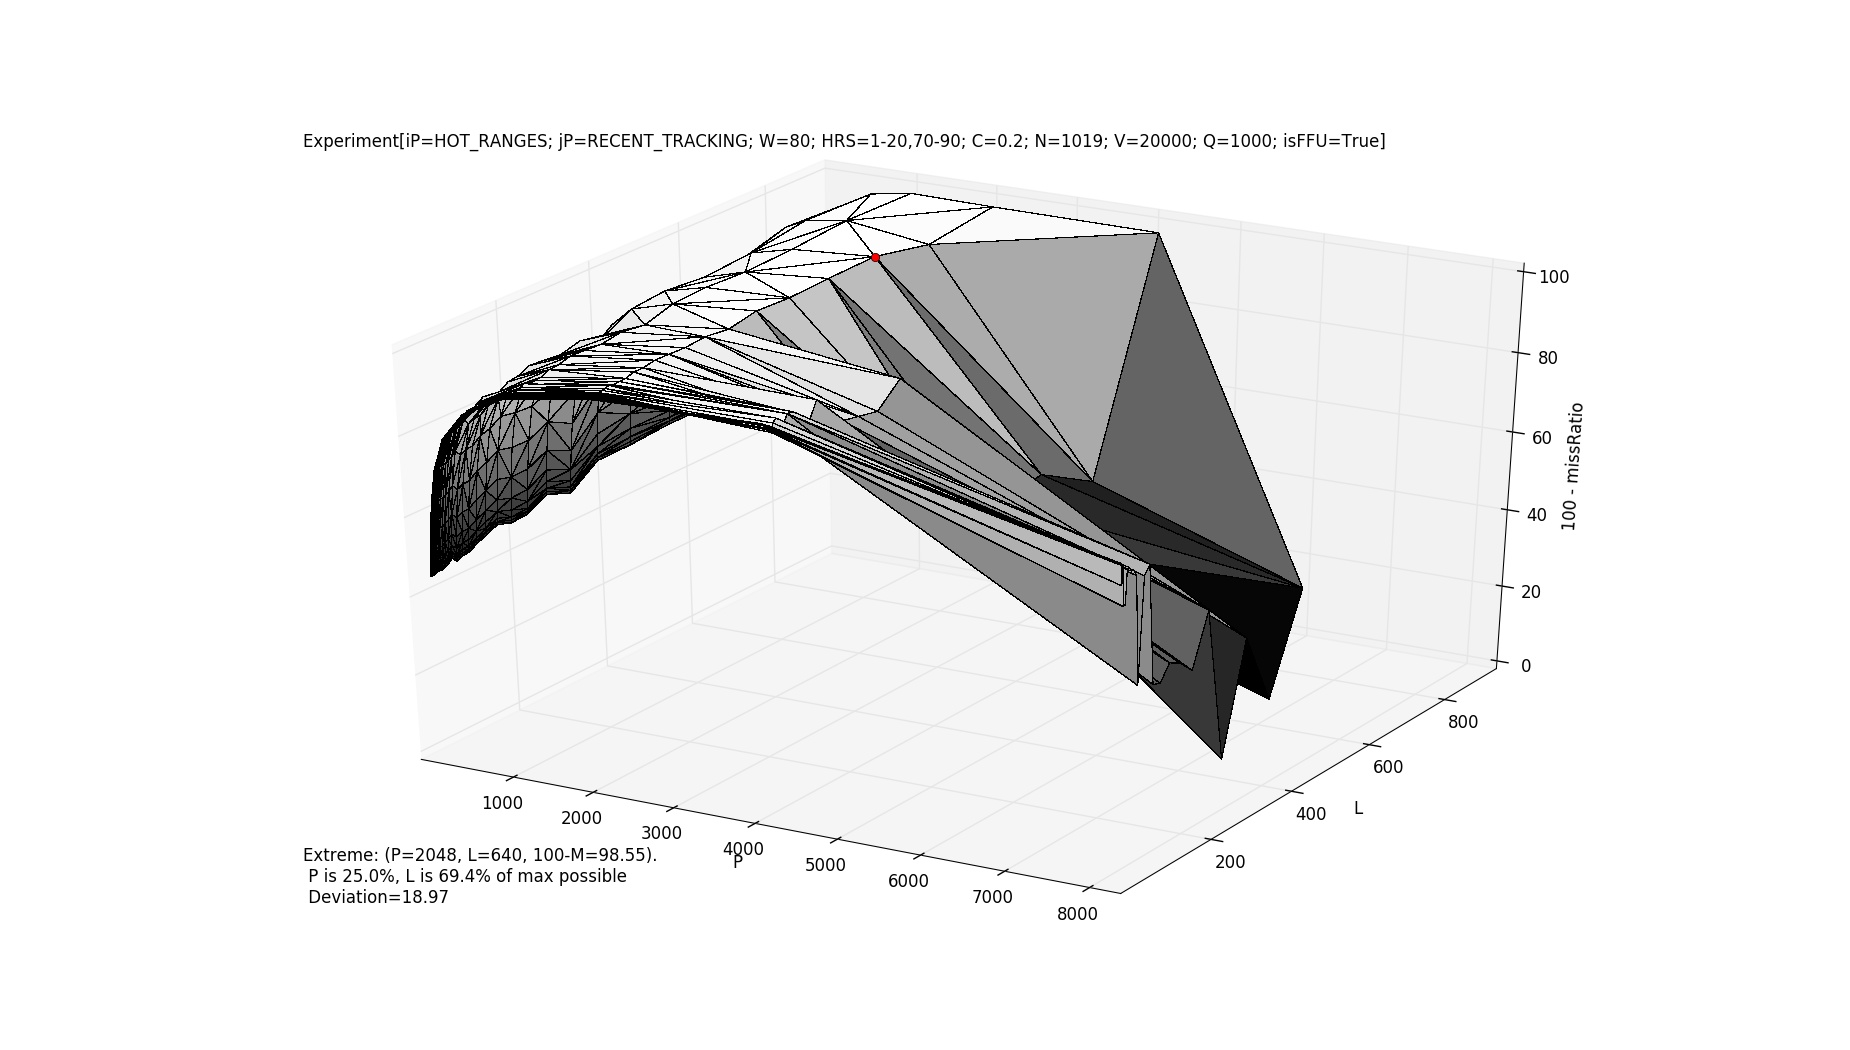 Experiment[iP=HOT_RANGES; jP=RECENT_TRACKING; W=80; HRS=1-20,70-90; C=0.2; N=1019; V=20000; Q=1000; isFFU=True]
100
80
60
40
20
0
100 - missRatio
800
600
400
200
L
1000
2000
3000
4000
5000
6000
7000
8000
P
Extreme: (P=2048, L=640, 100-M=98.55).
P is 25.0%, L is 69.4% of max possible
Deviation=18.97